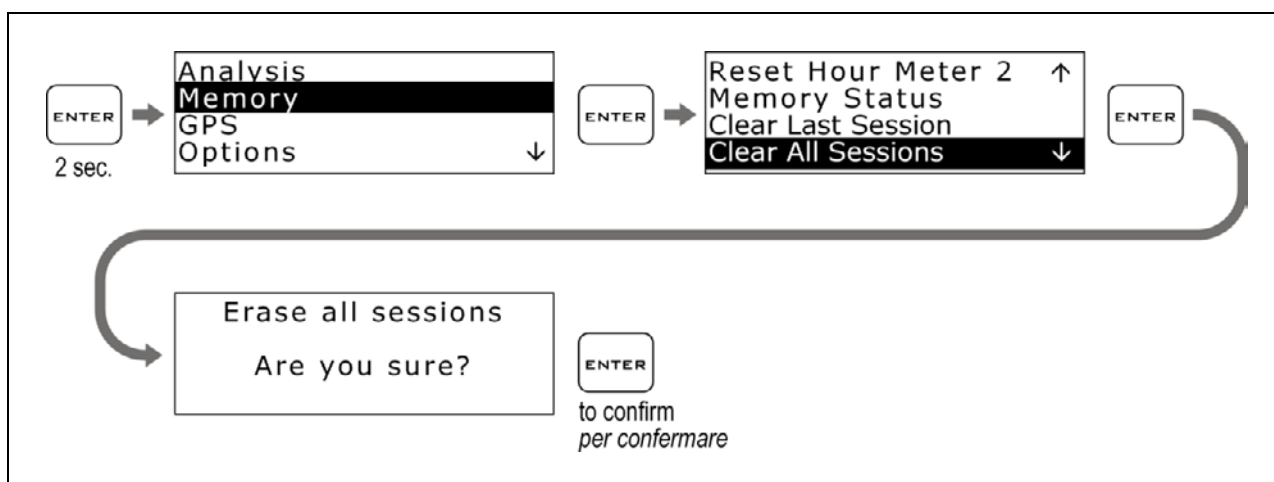 ENTER
2 sec.
Analysis
Memory
GPS
Options ↓
ENTER
Reset Hour Meter 2 ↑
Memory Status
Clear Last Session
Clear All Sessions ↓
ENTER
Erase all sessions
Are you sure?
ENTER
to confirm
per confermare